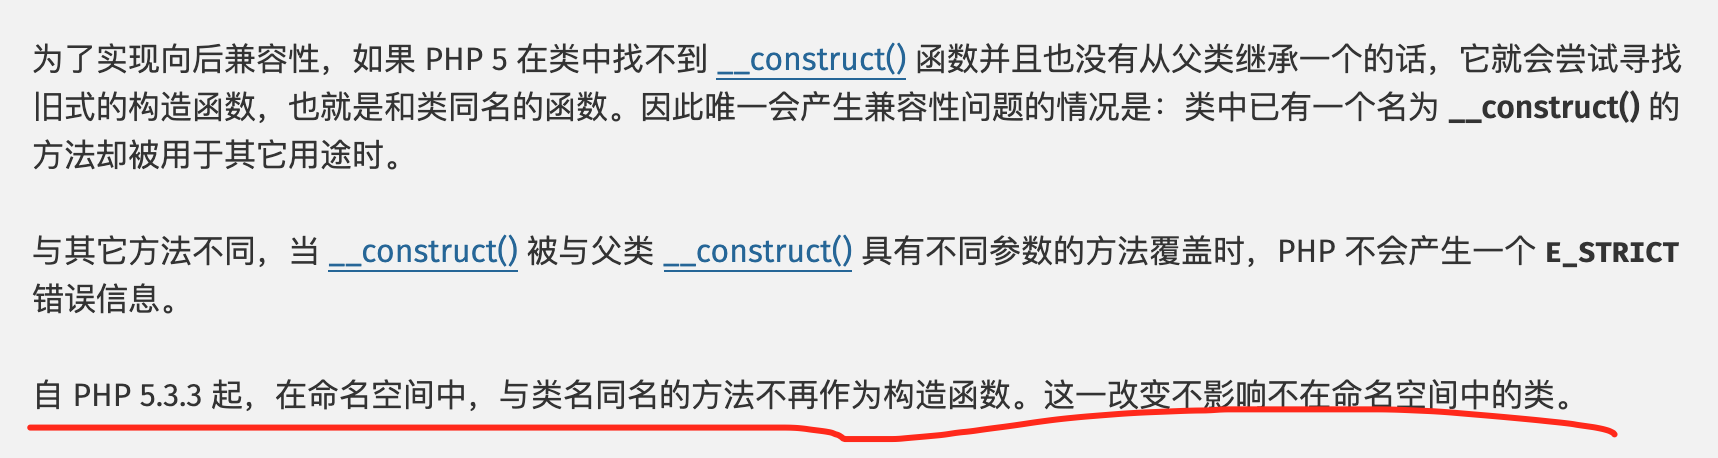 为了实现向后兼容性，如果 PHP 5 在类中找不到 __construct() 函数并且也没有从父类继承一个的话，它就会尝试寻找
旧式的构造函数，也就是和类同名的函数。因此唯一会产生兼容性问题的情况是：类中已有一个名为 __construct() 的
方法却被用于其它用途时。
与其它方法不同，当 __construct() 被与父类 __construct() 具有不同参数的方法覆盖时，PHP 不会产生一个 E_STRICT
错误信息。
自 PHP 5.3.3 起，在命名空间中，与类名同名的方法不再作为构造函数。这一改变不影响不在命名空间中的类。